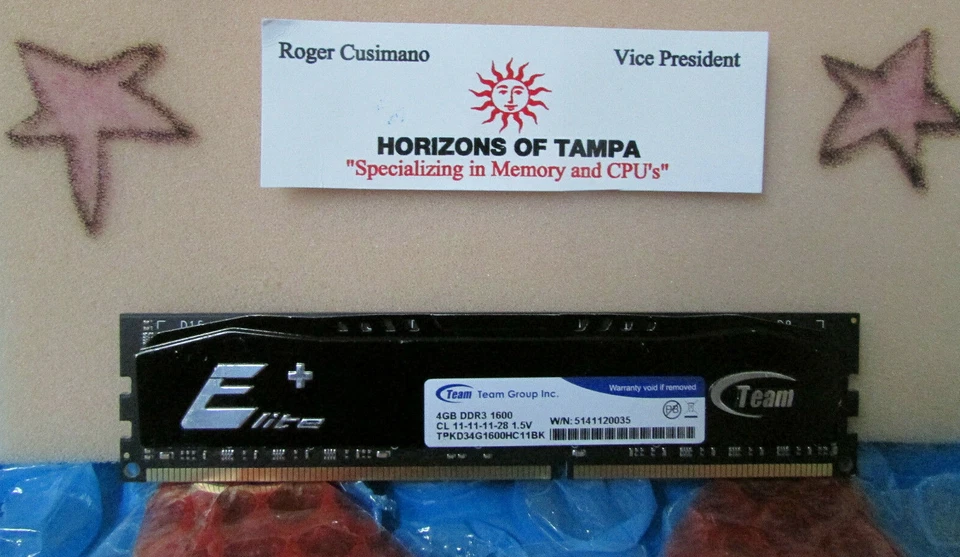 Roger Cusimano
Vice President
HORIZONS OF TAMPA
"Specializing in Memory and CPU's"
Elite+
Team Team Group Inc.
Warranty void if removed
4GB DDR3 1600
CL 11-11-11-28 1.5V
W/N: 5141120035
TPKD34G1600HC11BK
Team